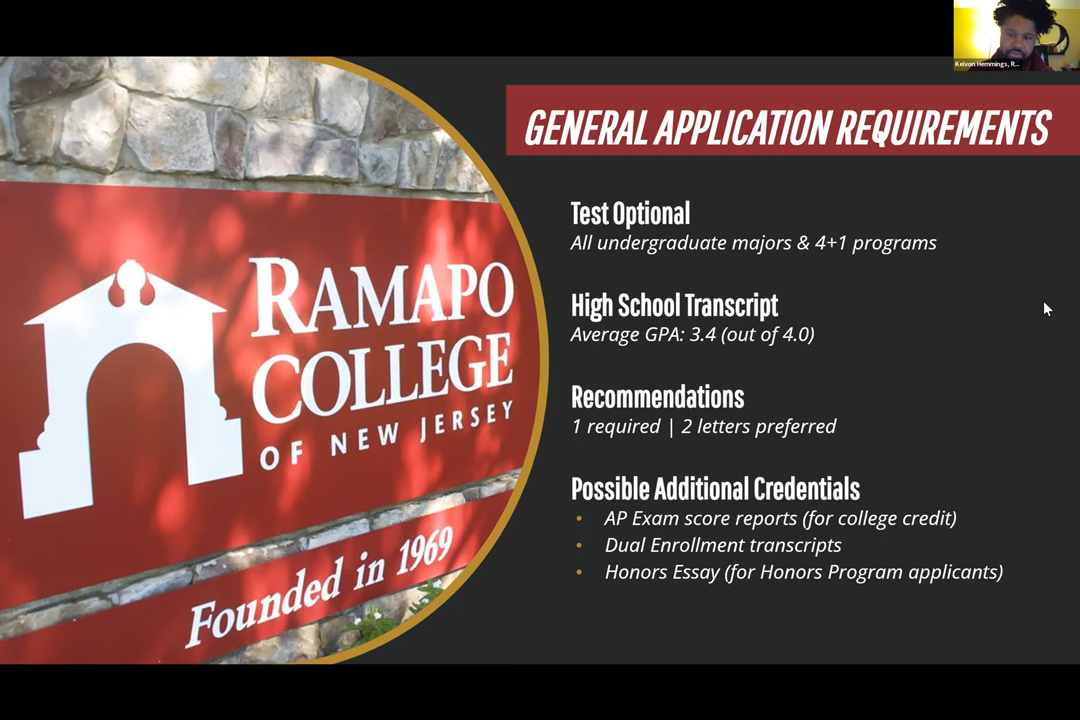 Keivon Hemmings, R...
GENERAL APPLICATION REQUIREMENTS
RAMAPO
COLLEGE
OF NEW JERSEY
Founded in 1969
Test Optional
All undergraduate majors & 4+1 programs
High School Transcript
Average GPA: 3.4 (out of 4.0)
Recommendations
1 required | 2 letters preferred
Possible Additional Credentials
• AP Exam score reports (for college credit)
• Dual Enrollment transcripts
• Honors Essay (for Honors Program applicants)